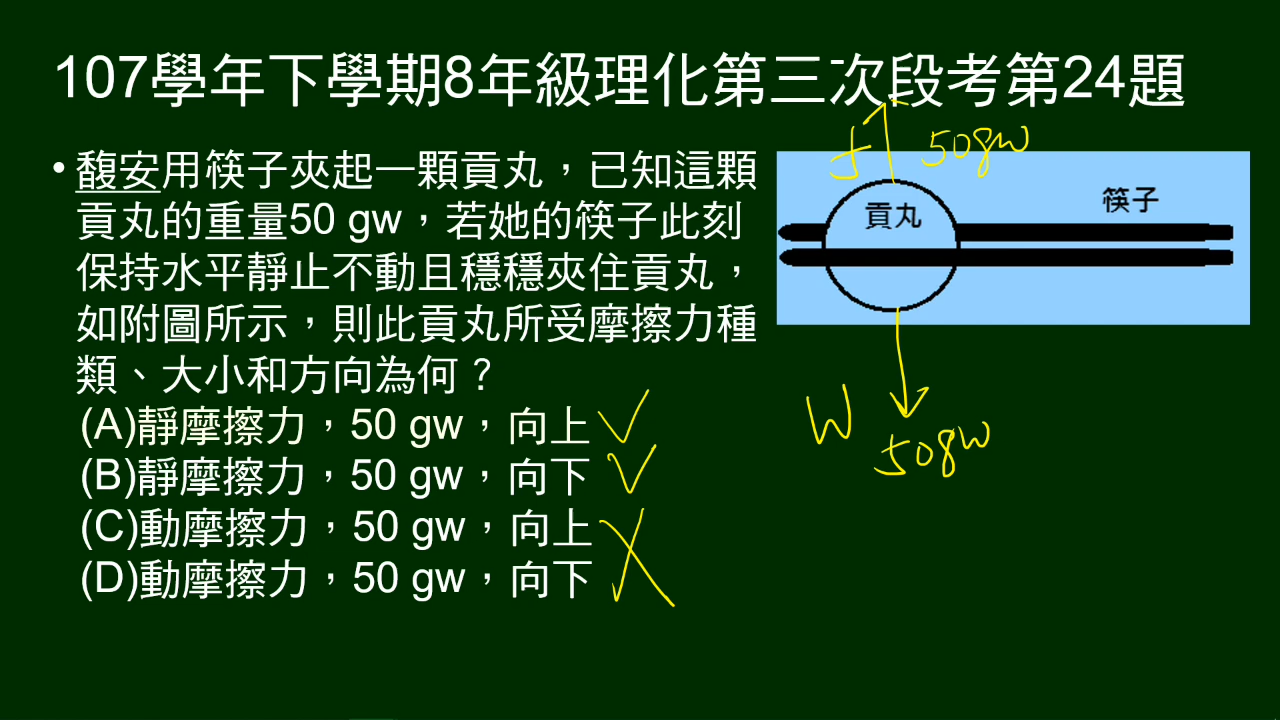 107學年下學期8年級理化第三次段考第24題
• 馥安用筷子夾起一顆貢丸，已知這顆
貢丸的重量50 gw，若她的筷子此刻
保持水平靜止不動且穩穩夾住貢丸，
如附圖所示，則此貢丸所受摩擦力種
類、大小和方向為何？
(A)靜摩擦力，50 gw，向上
(B)靜摩擦力，50 gw，向下
(C)動摩擦力，50 gw，向上
(D)動摩擦力，50 gw，向下
f 50gw
貢丸
筷子
W
50gw